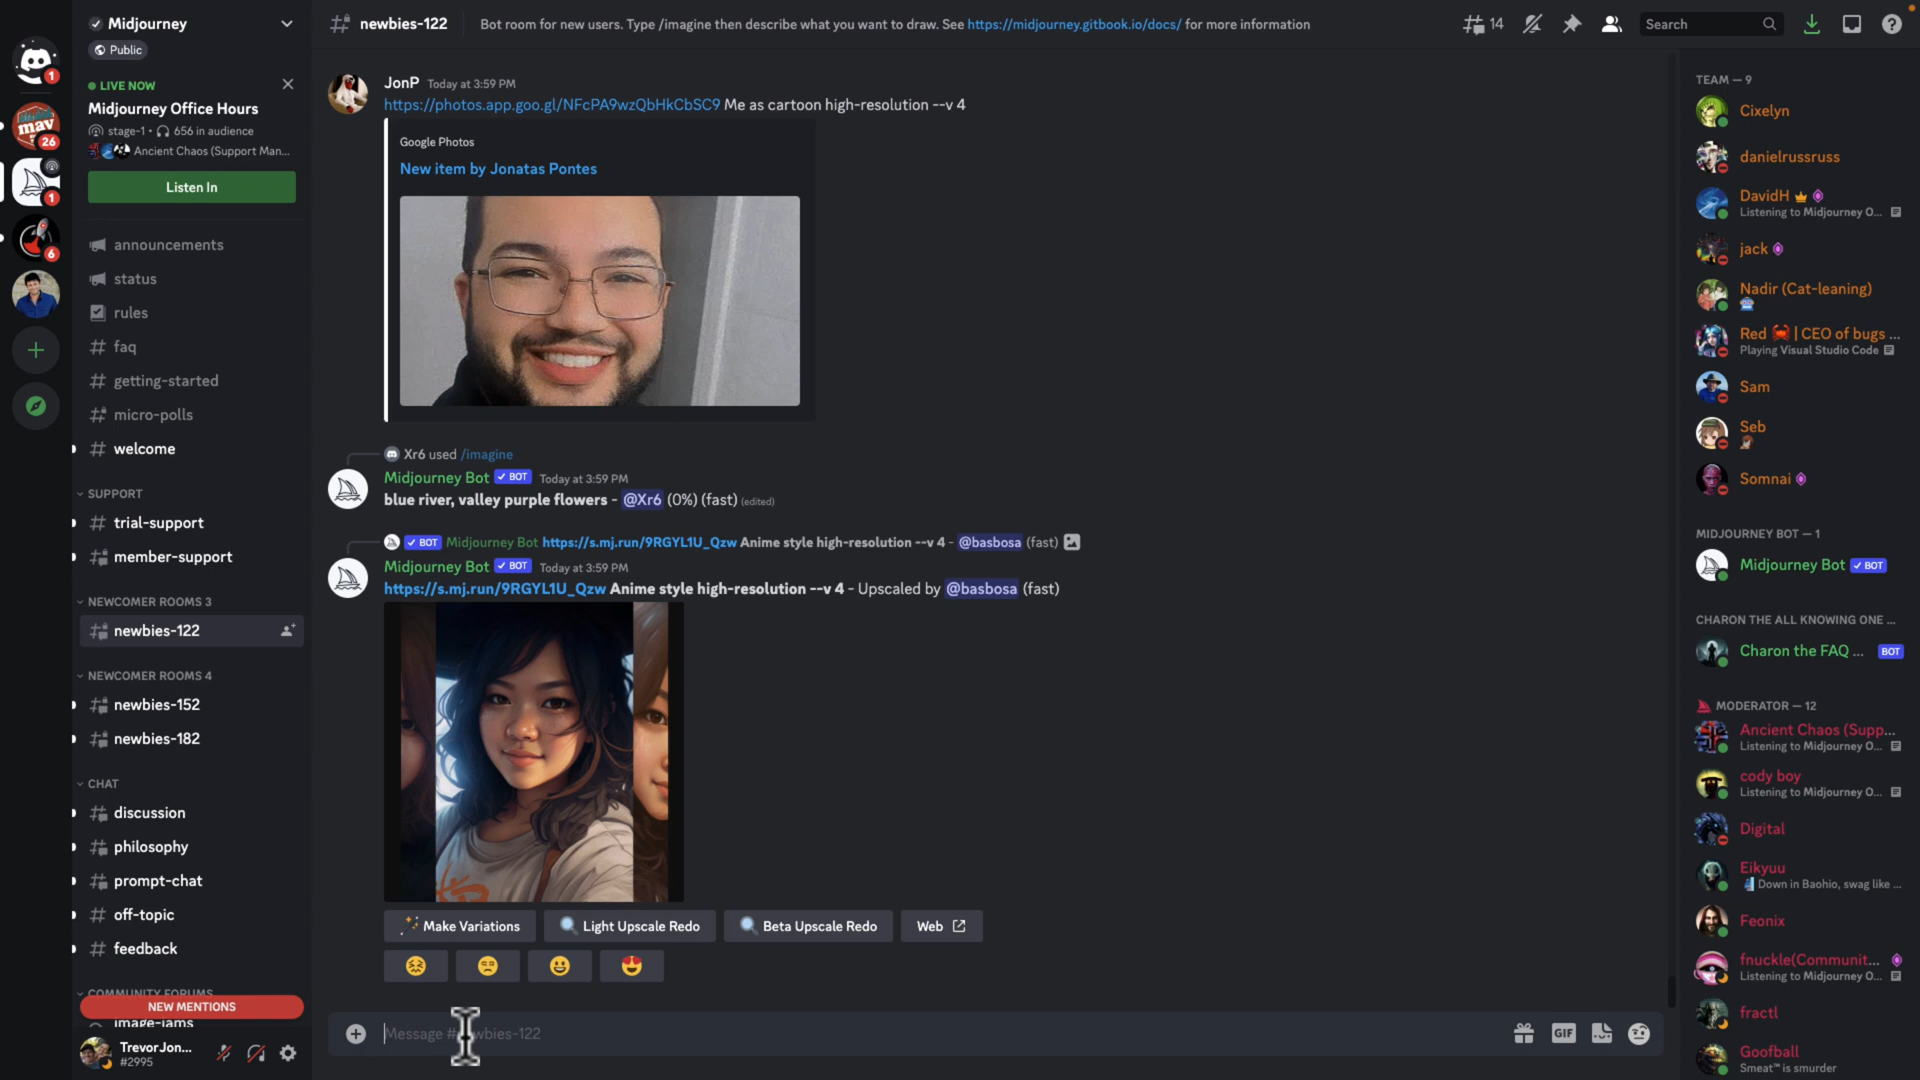 1
mav
26
1
6
Midjourney
Public
LIVE NOW
Midjourney Office Hours
stage-1 • 656 in audience
Ancient Chaos (Support Man...
Listen In
announcements
status
rules
faq
getting-started
micro-polls
welcome
SUPPORT
trial-support
member-support
NEWCOMER ROOMS 3
newbies-122
NEWCOMER ROOMS 4
newbies-152
newbies-182
CHAT
discussion
philosophy
prompt-chat
off-topic
feedback
COMMUNITY FORUMS
NEW MENTIONS
image-jams
TrevorJon...
#2995
newbies-122
Bot room for new users. Type /imagine then describe what you want to draw. See https://midjourney.gitbook.io/docs/ for more information
14
Search
JonP Today at 3:59 PM
https://photos.app.goo.gl/NFcPA9wzQbHkCbSC9 Me as cartoon high-resolution --v 4
Google Photos
New item by Jonatas Pontes
Xr6 used /imagine
Midjourney Bot BOT Today at 3:59 PM
blue river, valley purple flowers - @Xr6 (0%) (fast) (edited)
BOT Midjourney Bot https://s.mj.run/9RGYL1U_Qzw Anime style high-resolution --v 4 - @basbosa (fast)
Midjourney Bot BOT Today at 3:59 PM
https://s.mj.run/9RGYL1U_Qzw Anime style high-resolution --v 4 - Upscaled by @basbosa (fast)
Make Variations
Light Upscale Redo
Beta Upscale Redo
Web
Message # wbies-122
GIF
TEAM — 9
Cixelyn
danielrussruss
DavidH
Listening to Midjourney O...
jack
Nadir (Cat-leaning)
Red | CEO of bugs ...
Playing Visual Studio Code
Sam
Seb
Somnai
MIDJOURNEY BOT — 1
Midjourney Bot BOT
CHARON THE ALL KNOWING ONE ...
Charon the FAQ ... BOT
MODERATOR — 12
Ancient Chaos (Supp...
Listening to Midjourney O...
cody boy
Listening to Midjourney O...
Digital
Eikyuu
Down in Baohio, swag like ...
Feonix
fnuckle(Communit...
Listening to Midjourney O...
fractl
Goofball
Smeat™ is smurder